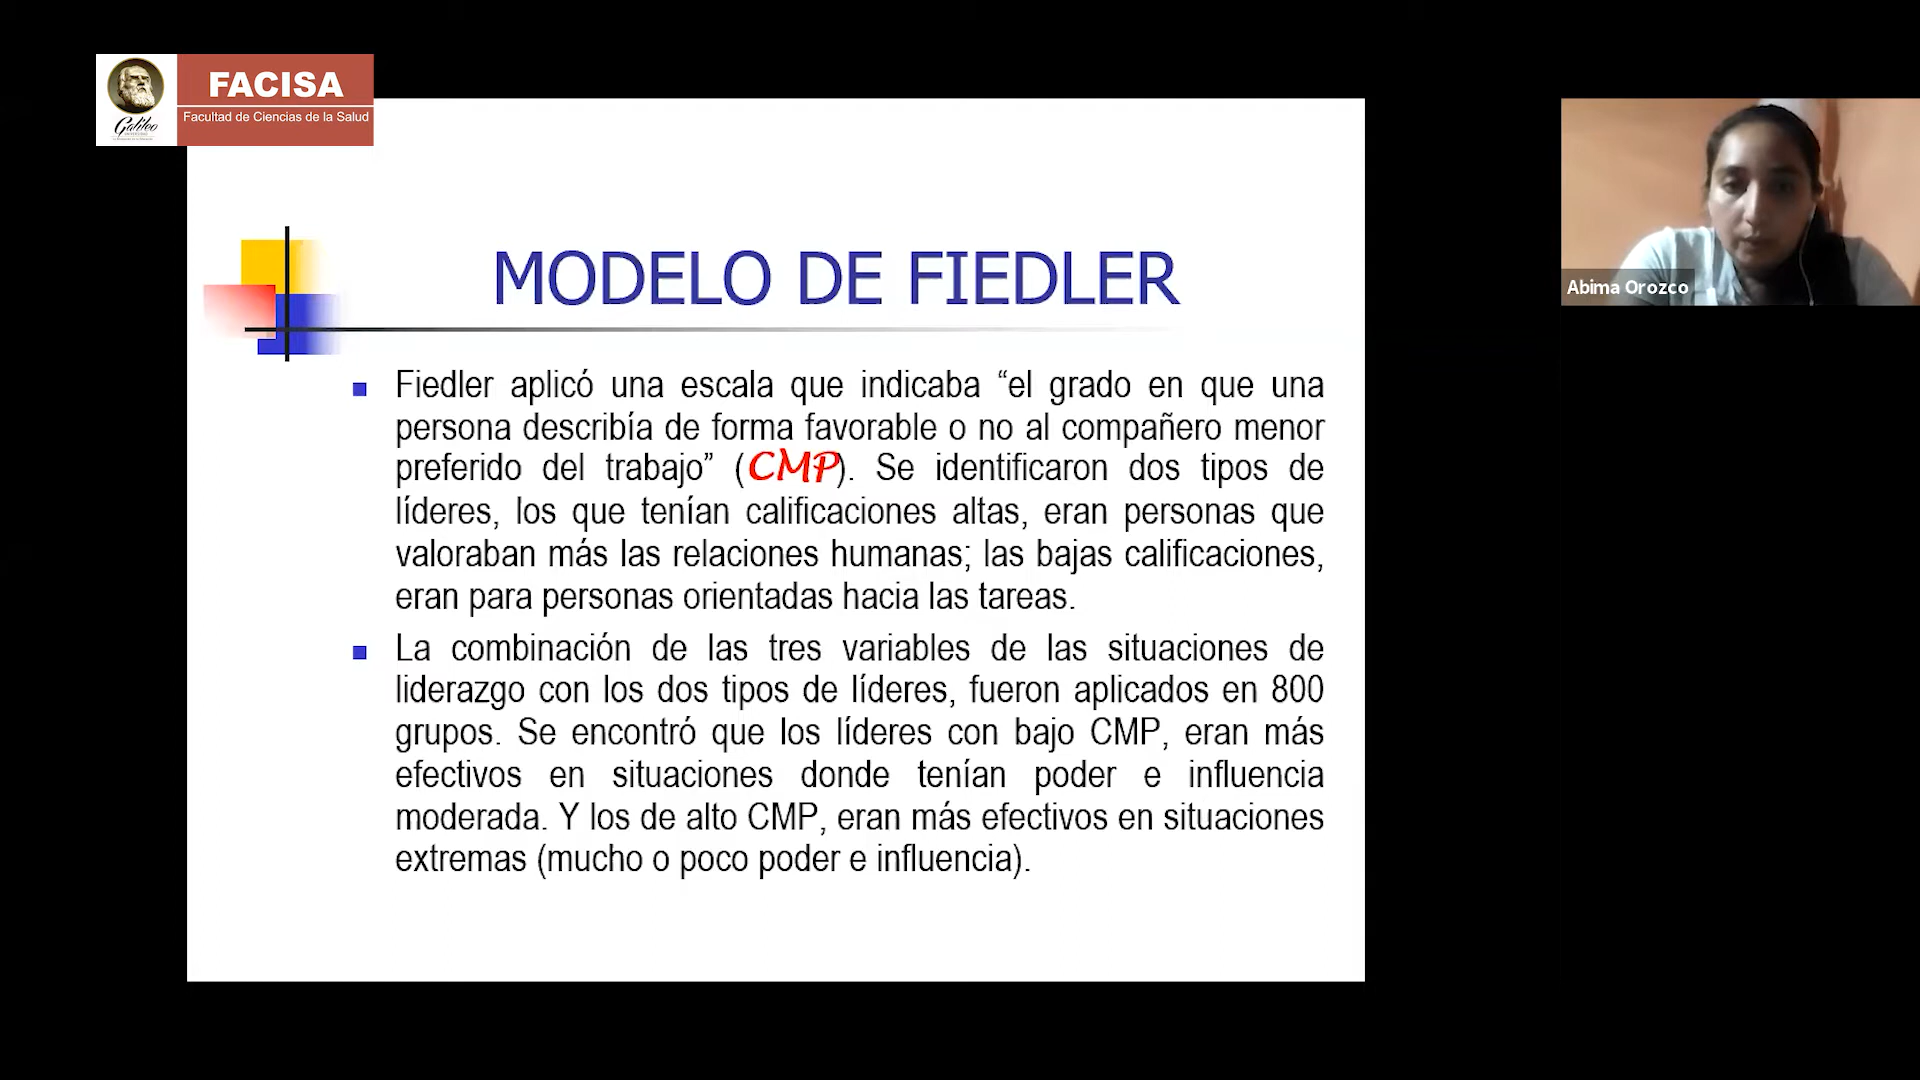 FACISA
Facultad de Ciencias de la Salud
Galileo
MODELO DE FIEDLER
Fiedler aplicó una escala que indicaba “el grado en que una
persona describía de forma favorable o no al compañero menor
preferido del trabajo” (CMP). Se identificaron dos tipos de
líderes, los que tenían calificaciones altas, eran personas que
valoraban más las relaciones humanas; las bajas calificaciones,
eran para personas orientadas hacia las tareas.
La combinación de las tres variables de las situaciones de
liderazgo con los dos tipos de líderes, fueron aplicados en 800
grupos. Se encontró que los líderes con bajo CMP, eran más
efectivos en situaciones donde tenían poder e influencia
moderada. Y los de alto CMP, eran más efectivos en situaciones
extremas (mucho o poco poder e influencia).
Abima Orozco